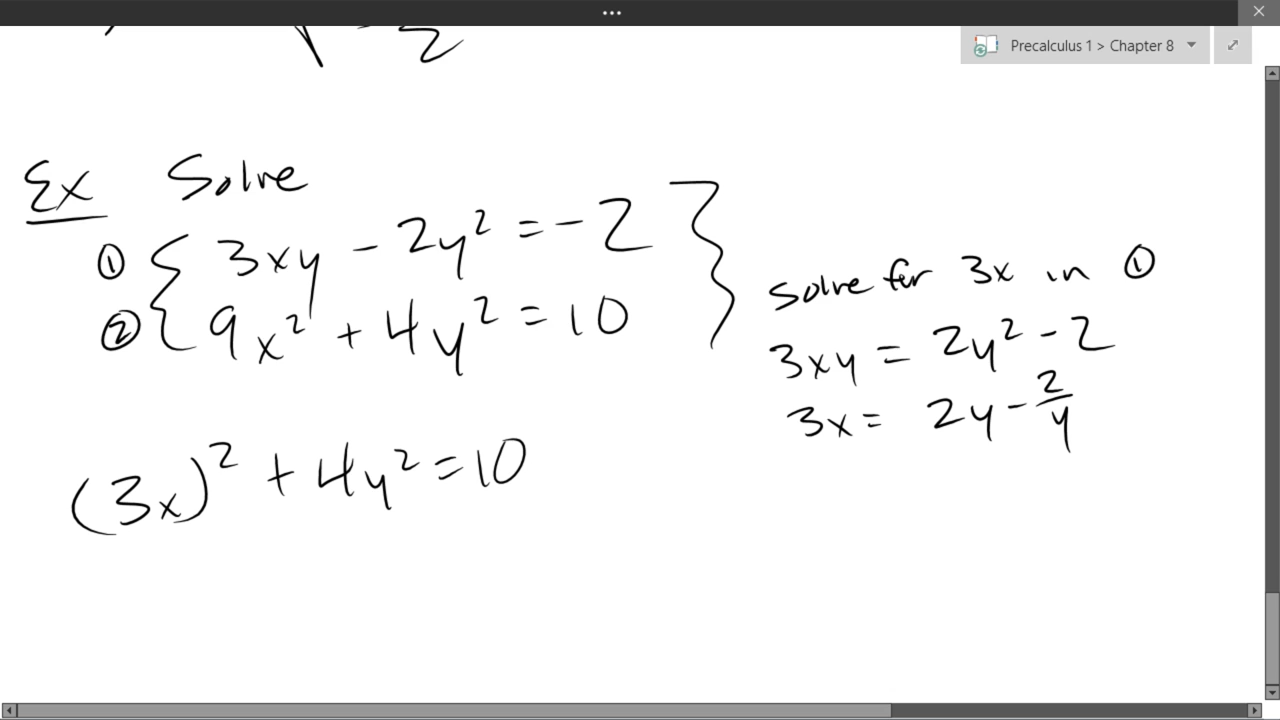 ...
Precalculus 1 > Chapter 8
2
Ex Solve
① { 3xy - 2y² = -2 }
② { 9x² + 4y² = 10 }
Solve for 3x in ①
3xy = 2y² - 2
3x = 2y - 2/y
(3x)² + 4y² = 10